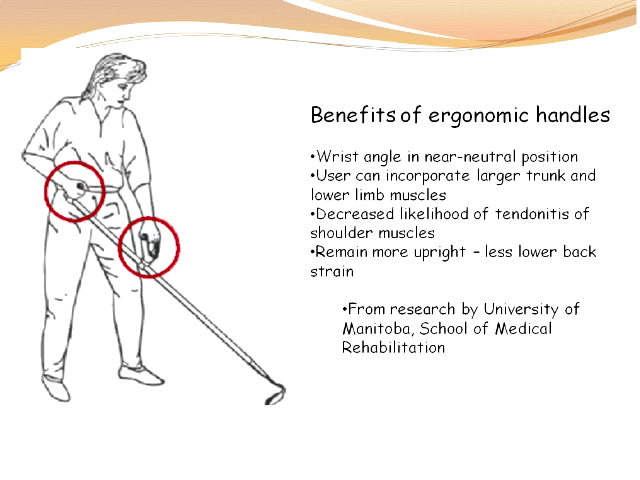 Benefits of ergonomic handles
•Wrist angle in near-neutral position
•User can incorporate larger trunk and
lower limb muscles
•Decreased likelihood of tendonitis of
shoulder muscles
•Remain more upright – less lower back
strain
•From research by University of
Manitoba, School of Medical
Rehabilitation